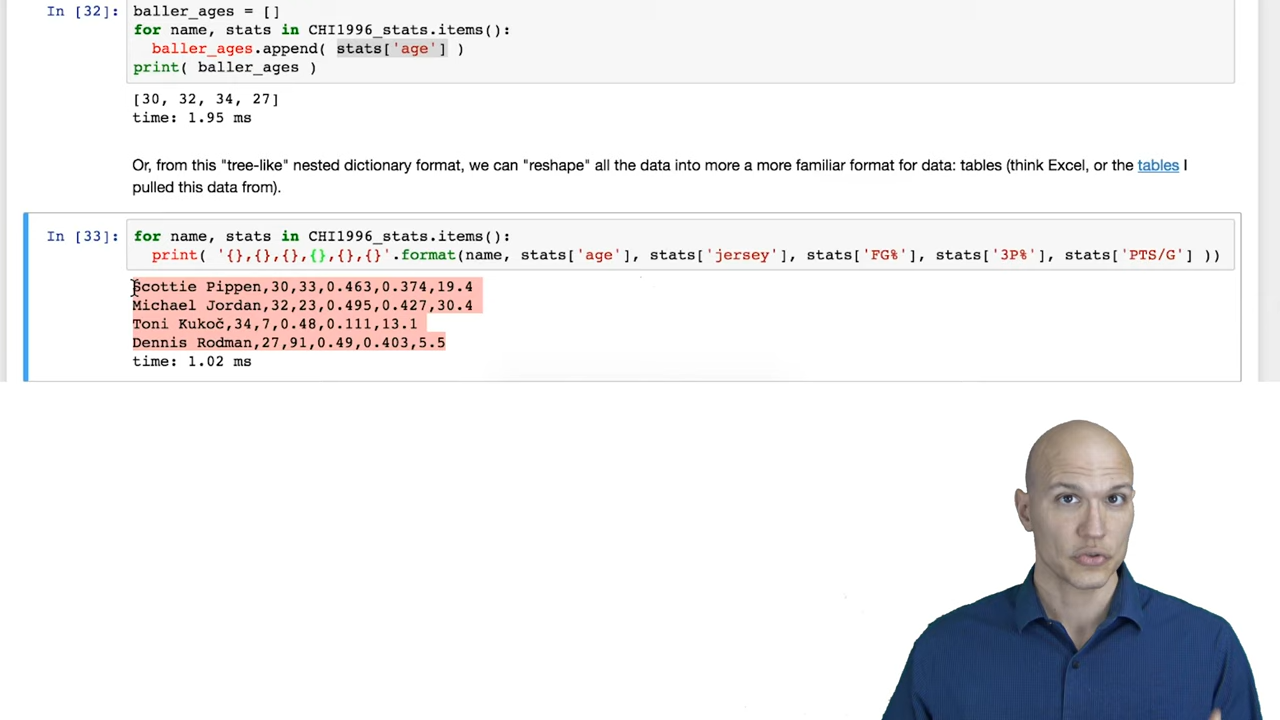 In [32]: baller_ages = []
for name, stats in CHI1996_stats.items():
baller_ages.append( stats['age'] )
print( baller_ages )
[30, 32, 34, 27]
time: 1.95 ms
Or, from this "tree-like" nested dictionary format, we can "reshape" all the data into more a more familiar format for data: tables (think Excel, or the tables I
pulled this data from).
In [33]: for name, stats in CHI1996_stats.items():
print( '{},{},{},{},{},{}'.format(name, stats['age'], stats['jersey'], stats['FG%'], stats['3P%'], stats['PTS/G'] ))
Scottie Pippen,30,33,0.463,0.374,19.4
Michael Jordan,32,23,0.495,0.427,30.4
Toni Kukoč,34,7,0.48,0.111,13.1
Dennis Rodman,27,91,0.49,0.403,5.5
time: 1.02 ms